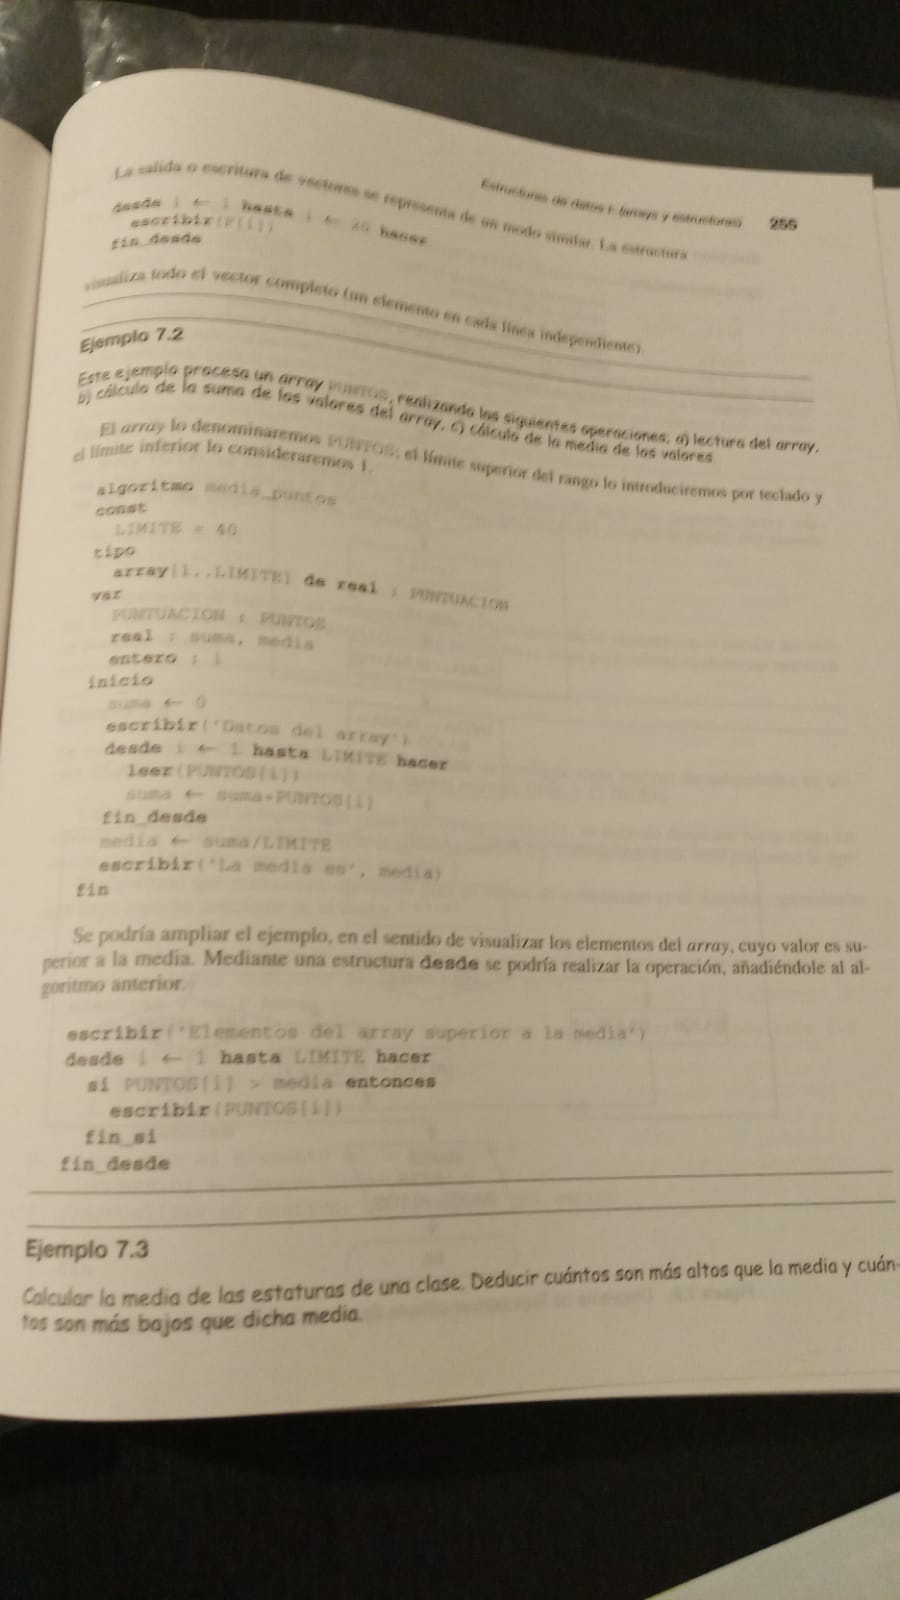 Estructuras de datos I: (arrays y estructuras) 255
La salida o escritura de vectores se representa de un modo similar. La estructura
desde i ← 1 hasta i ← 20 hacer
escribir(F[i])
fin_desde
visualiza todo el vector completo (un elemento en cada línea independiente).
Ejemplo 7.2
Este ejemplo procesa un array PUNTOS, realizando las siguientes operaciones: a) lectura del array,
b) cálculo de la suma de los valores del array, c) cálculo de la media de los valores.
El array lo denominaremos PUNTOS; el límite superior del rango lo introduciremos por teclado y
el límite inferior lo consideraremos 1.
algoritmo media_puntos
const
LIMITE = 40
tipo
array[1..LIMITE] de real : PUNTUACION
var
PUNTUACION : PUNTOS
real : suma, media
entero : i
inicio
suma ← 0
escribir('Datos del array')
desde i ← 1 hasta LIMITE hacer
leer(PUNTOS[i])
suma ← suma+PUNTOS[i]
fin_desde
media ← suma/LIMITE
escribir('La media es', media)
fin
Se podría ampliar el ejemplo, en el sentido de visualizar los elementos del array, cuyo valor es su-
perior a la media. Mediante una estructura desde se podría realizar la operación, añadiéndole al al-
goritmo anterior.
escribir('Elementos del array superior a la media')
desde i ← 1 hasta LIMITE hacer
si PUNTOS[i] > media entonces
escribir(PUNTOS[i])
fin_si
fin_desde
Ejemplo 7.3
Calcular la media de las estaturas de una clase. Deducir cuántos son más altos que la media y cuán-
tos son más bajos que dicha media.